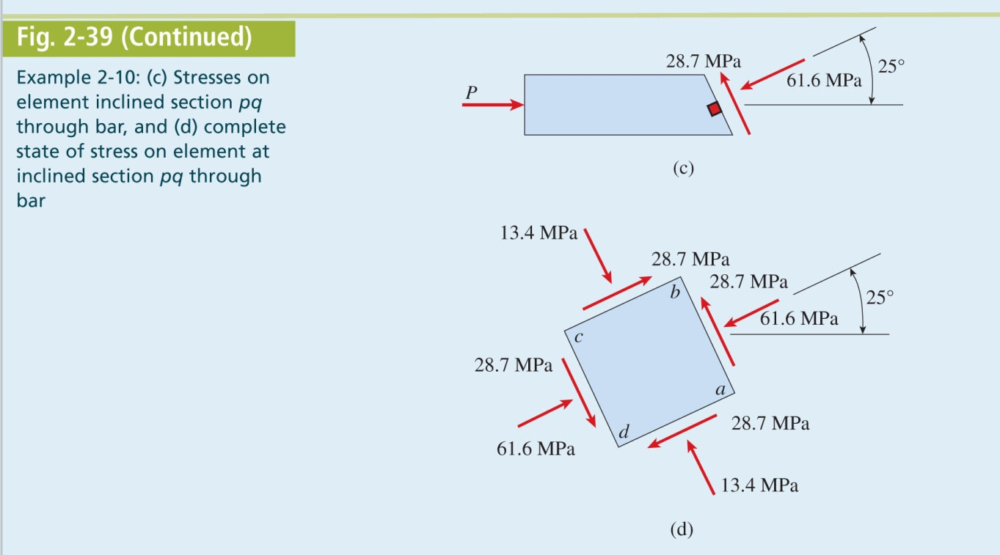 Fig. 2-39 (Continued)
Example 2-10: (c) Stresses on
element inclined section pq
through bar, and (d) complete
state of stress on element at
inclined section pq through
bar
28.7 MPa
25°
61.6 MPa
P
(c)
13.4 MPa
28.7 MPa
28.7 MPa
b
25°
61.6 MPa
c
28.7 MPa
a
28.7 MPa
d
61.6 MPa
13.4 MPa
(d)